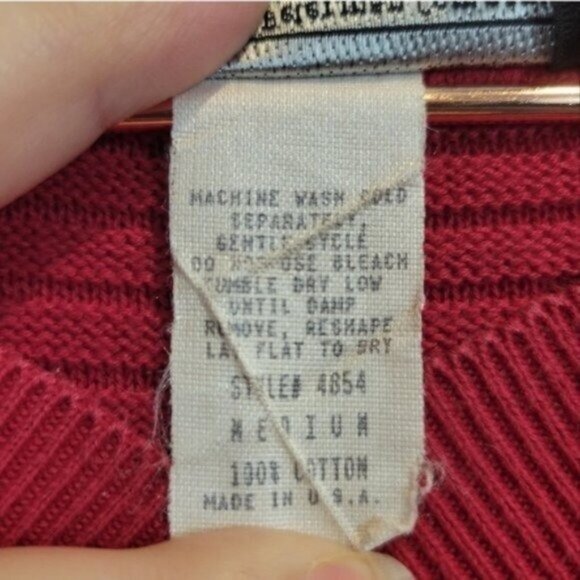 MACHINE WASH COLD
SEPARATELY,
GENTLE CYCLE
DO NOT USE BLEACH
TUMBLE DRY LOW
UNTIL DAMP
REMOVE, RESHAPE
LAY FLAT TO DRY
STYLE# 4854
MEDIUM
100% COTTON
MADE IN U.S.A.